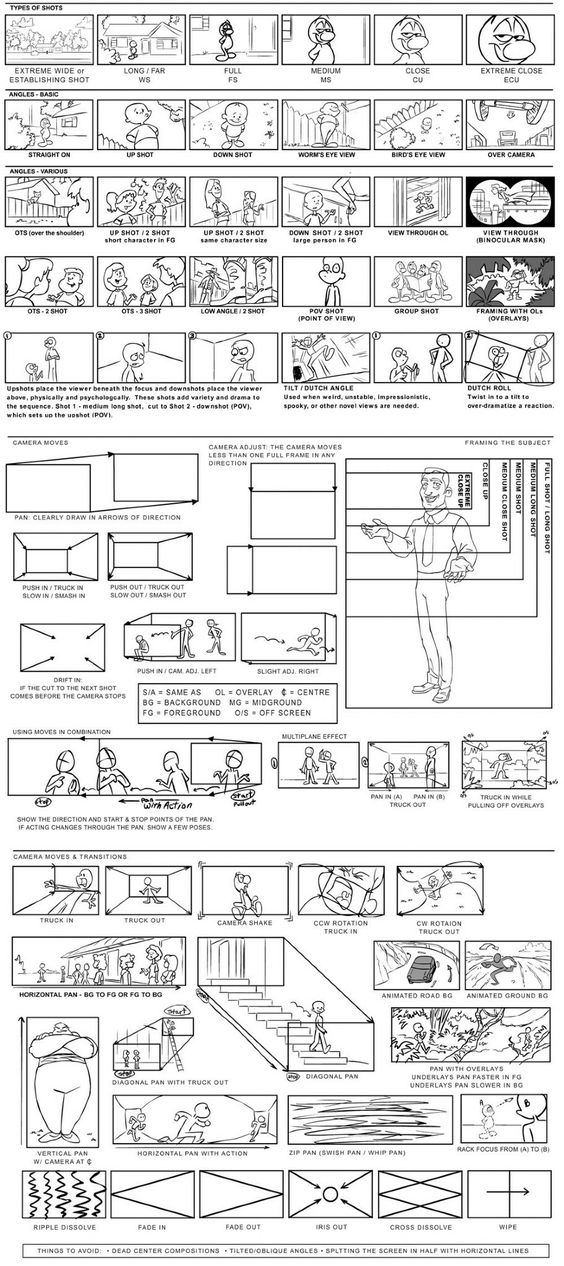 TYPES OF SHOTS
EXTREME WIDE or
ESTABLISHING SHOT
LONG / FAR
WS
FULL
FS
MEDIUM
MS
CLOSE
CU
EXTREME CLOSE
ECU
ANGLES - BASIC
STRAIGHT ON
UP SHOT
DOWN SHOT
WORM'S EYE VIEW
BIRD'S EYE VIEW
OVER CAMERA
ANGLES - VARIOUS
OTS (over the shoulder)
UP SHOT / 2 SHOT
short character in FG
UP SHOT / 2 SHOT
same character size
DOWN SHOT / 2 SHOT
large person in FG
VIEW THROUGH OL
VIEW THROUGH
(BINOCULAR MASK)
OTS - 2 SHOT
OTS - 3 SHOT
LOW ANGLE / 2 SHOT
POV SHOT
(POINT OF VIEW)
GROUP SHOT
FRAMING WITH OLs
(OVERLAYS)
1
2
3
1
2
Upshots place the viewer beneath the focus and downshots place the viewer
above, physically and psychologcally. These shots add variety and drama to
the sequence. Shot 1 - medium long shot, cut to Shot 2 - downshot (POV),
which sets up the upshot (POV).
TILT / DUTCH ANGLE
Used when weird, unstable, impressionistic,
spooky, or other novel views are needed.
DUTCH ROLL
Twist in to a tilt to
over-dramatize a reaction.
CAMERA MOVES
CAMERA ADJUST: THE CAMERA MOVES
LESS THAN ONE FULL FRAME IN ANY
DIRECTION
FRAMING THE SUBJECT
EXTREME
CLOSE UP
CLOSE UP
MEDIUM CLOSE SHOT
MEDIUM SHOT
MEDIUM LONG SHOT
FULL SHOT / LONG SHOT
PAN: CLEARLY DRAW IN ARROWS OF DIRECTION
PUSH IN / TRUCK IN
SLOW IN / SMASH IN
PUSH OUT / TRUCK OUT
SLOW OUT / SMASH OUT
DRIFT IN:
IF THE CUT TO THE NEXT SHOT
COMES BEFORE THE CAMERA STOPS
PUSH IN / CAM. ADJ. LEFT
SLIGHT ADJ. RIGHT
S/A = SAME AS OL = OVERLAY ¢ = CENTRE
BG = BACKGROUND MG = MIDGROUND
FG = FOREGROUND O/S = OFF SCREEN
USING MOVES IN COMBINATION
stop
Pan
with Action
start
pullout
SHOW THE DIRECTION AND START & STOP POINTS OF THE PAN.
IF ACTING CHANGES THROUGH THE PAN. SHOW A FEW POSES.
MULTIPLANE EFFECT
1
2
PAN IN (A) PAN IN (B)
TRUCK OUT
TRUCK IN WHILE
PULLING OFF OVERLAYS
CAMERA MOVES & TRANSITIONS
TRUCK IN
TRUCK OUT
CAMERA SHAKE
CCW ROTATION
TRUCK IN
CW ROTAION
TRUCK OUT
HORIZONTAL PAN - BG TO FG OR FG TO BG
start
stop
DIAGONAL PAN
ANIMATED ROAD BG
ANIMATED GROUND BG
start
stop
DIAGONAL PAN WITH TRUCK OUT
PAN WITH OVERLAYS
UNDERLAYS PAN FASTER IN FG
UNDERLAYS PAN SLOWER IN BG
VERTICAL PAN
W/ CAMERA AT ¢
HORIZONTAL PAN WITH ACTION
ZIP PAN (SWISH PAN / WHIP PAN)
A
B
RACK FOCUS FROM (A) TO (B)
RIPPLE DISSOLVE
FADE IN
FADE OUT
IRIS OUT
CROSS DISSOLVE
WIPE
THINGS TO AVOID: • DEAD CENTER COMPOSITIONS • TILTED/OBLIQUE ANGLES • SPLTTING THE SCREEN IN HALF WITH HORIZONTAL LINES